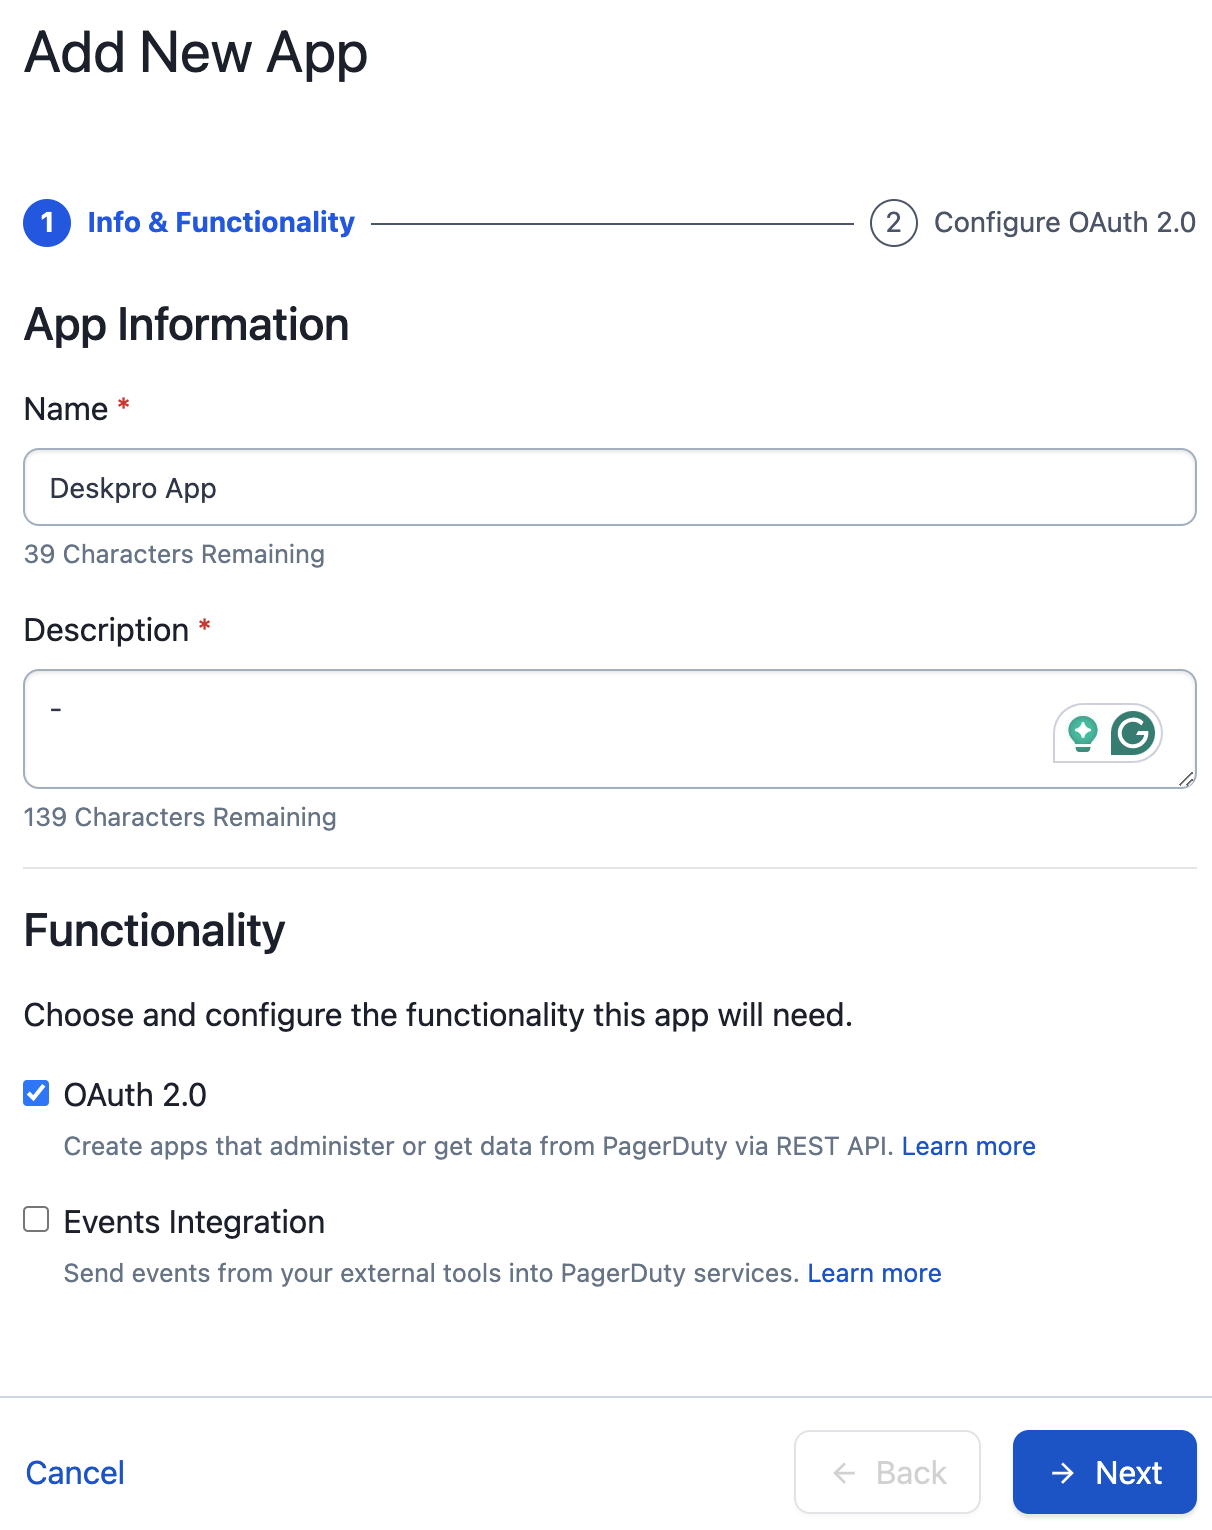 Add New App
1 Info & Functionality 2 Configure OAuth 2.0
App Information
Name *
Deskpro App
39 Characters Remaining
Description *
-
139 Characters Remaining
Functionality
Choose and configure the functionality this app will need.
OAuth 2.0
Create apps that administer or get data from PagerDuty via REST API. Learn more
Events Integration
Send events from your external tools into PagerDuty services. Learn more
Cancel
Back
Next